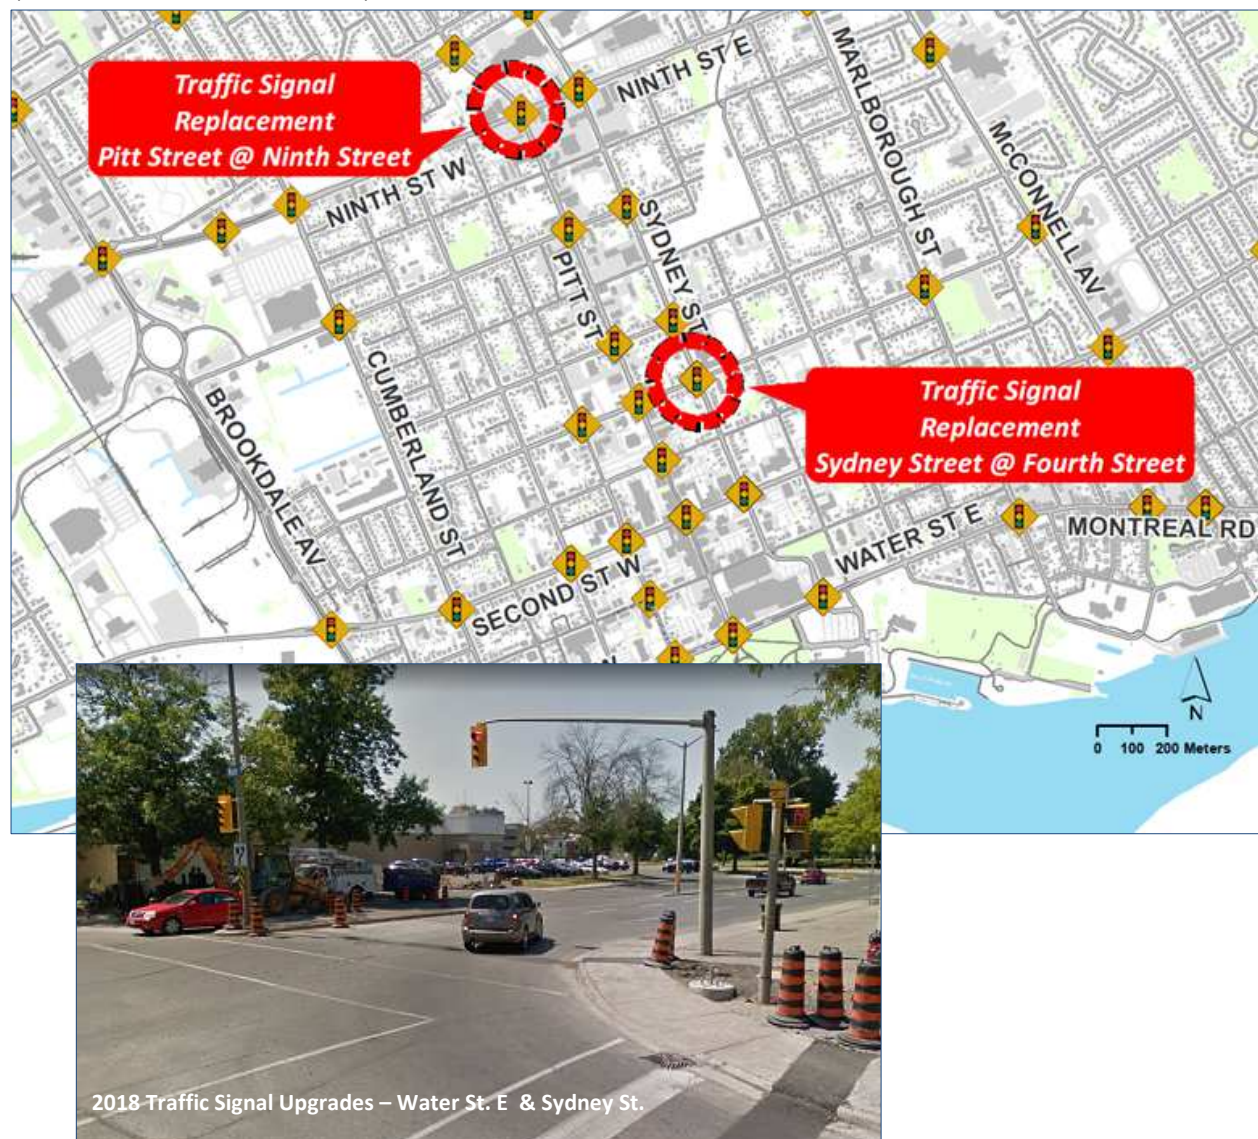 Traffic Signal
Replacement
Pitt Street @ Ninth Street
NINTH ST E
MARLBOROUGH ST
McCONNELL AV
NINTH ST W
SYDNEY ST
PITT ST
CUMBERLAND ST
BROOKDALE AV
Traffic Signal
Replacement
Sydney Street @ Fourth Street
WATER ST E
MONTREAL RD
SECOND ST W
N
0 100 200 Meters
2018 Traffic Signal Upgrades – Water St. E & Sydney St.